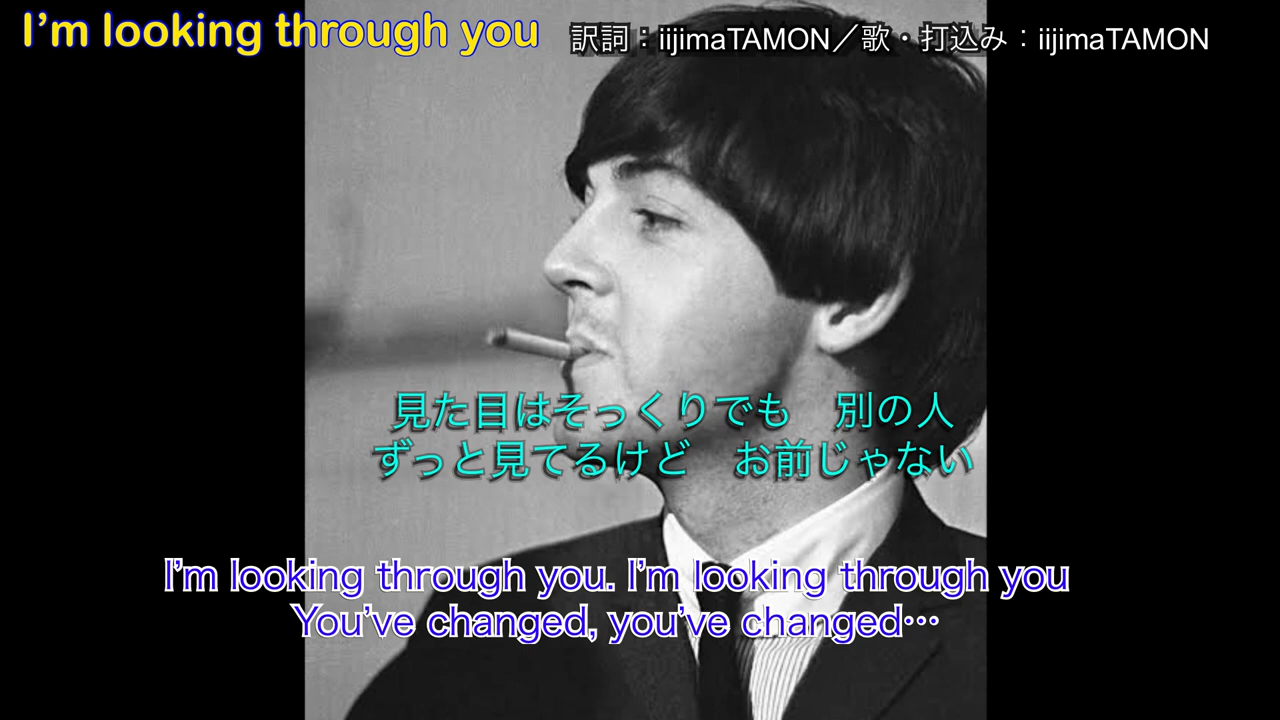 I’m looking through you
訳詞：iijimaTAMON／歌・打込み：iijimaTAMON
見た目はそっくりでも　別の人
ずっと見てるけど　お前じゃない
I’m looking through you. I’m looking through you
You’ve changed, you’ve changed…